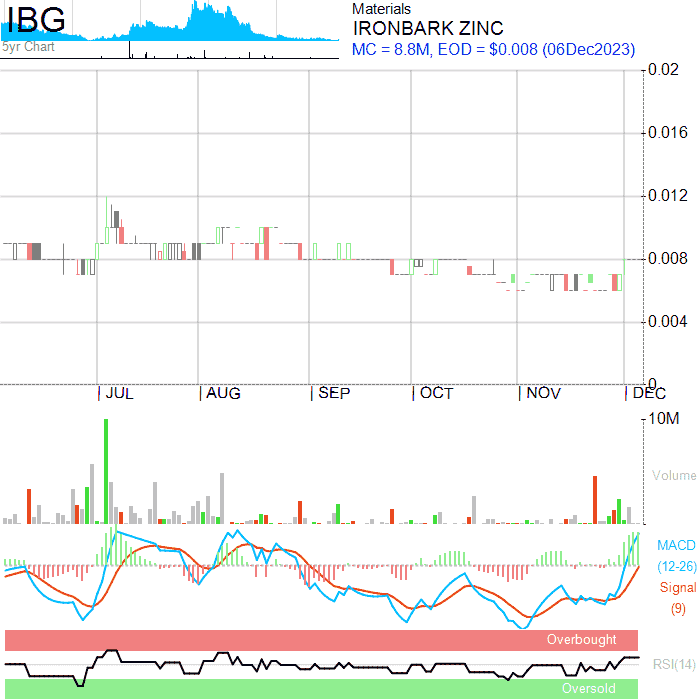 IBG
5yr Chart
Materials
IRONBARK ZINC
MC = 8.8M, EOD = $0.008 (06Dec2023)
0.02
0.016
0.012
0.008
0.004
0
JUL AUG SEP OCT NOV DEC
10M
Volume
MACD
(12-26)
Signal
(9)
Overbought
RSI(14)
Oversold